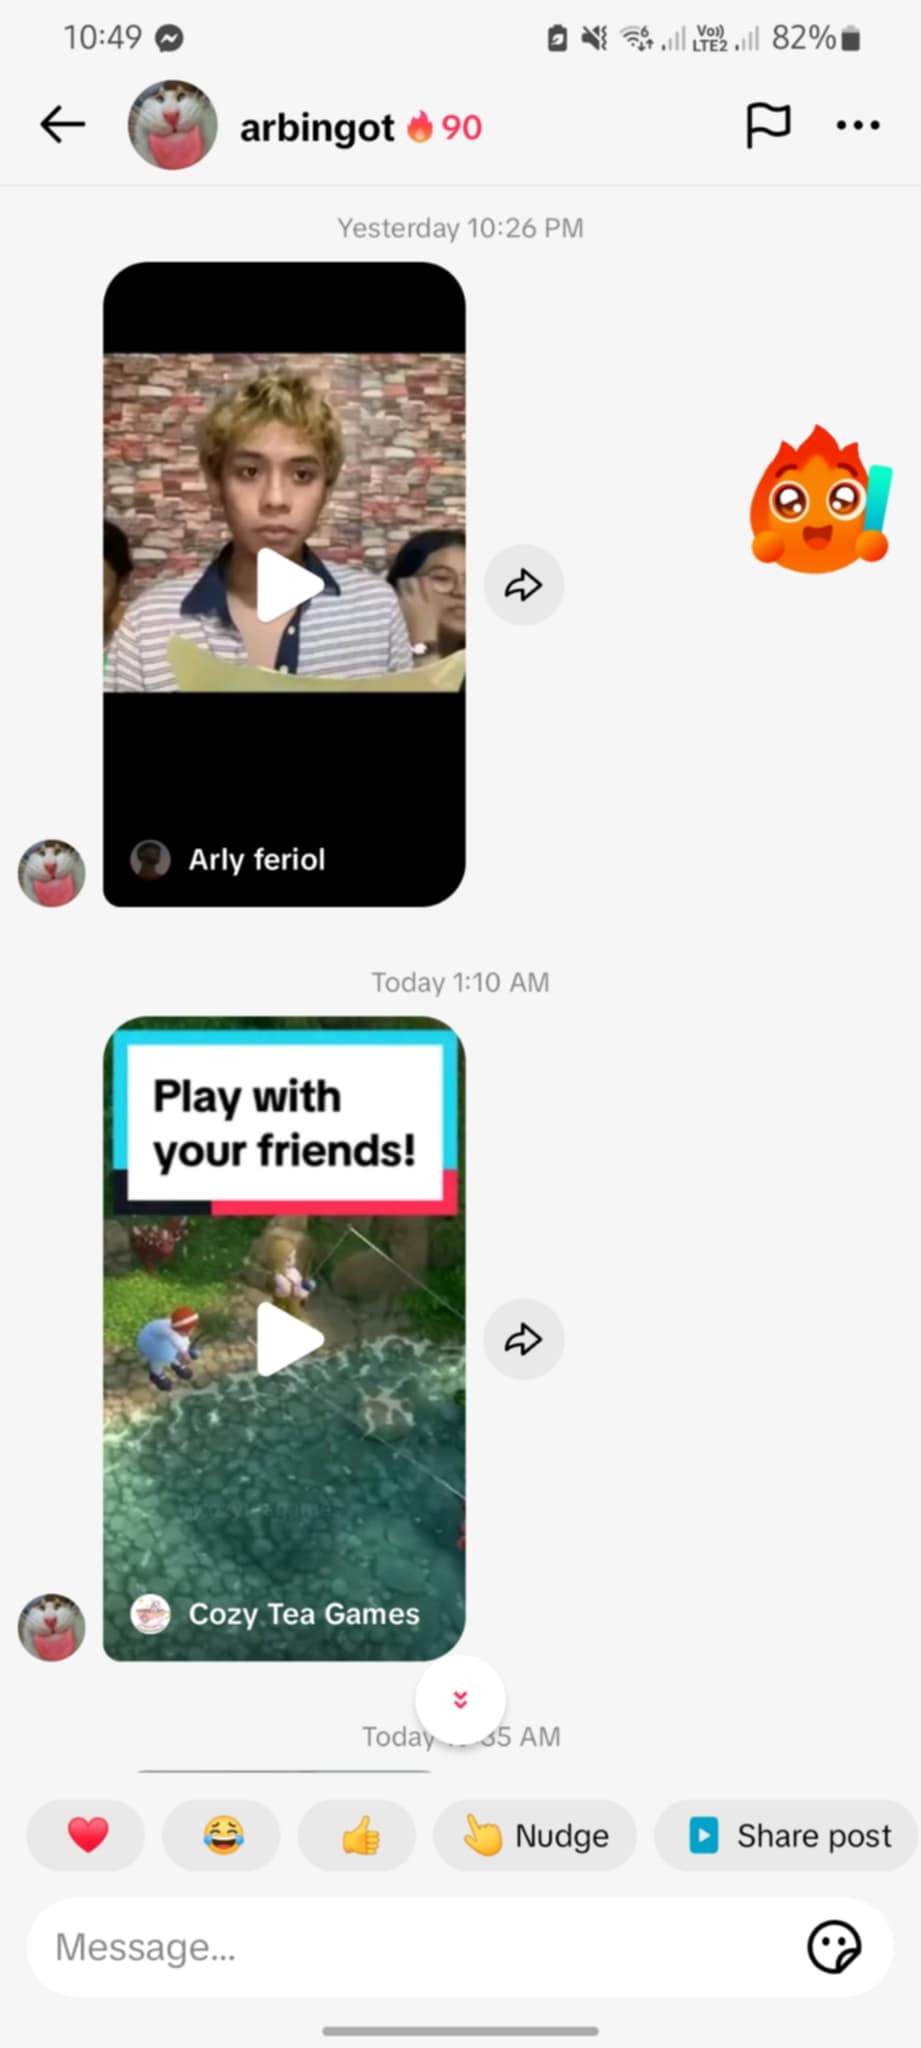 10:49
Vo)) LTE2
82%
arbingot 90
Yesterday 10:26 PM
Arly feriol
Today 1:10 AM
Play with
your friends!
Cozy Tea Games
Today 35 AM
Nudge
Share post
Message...